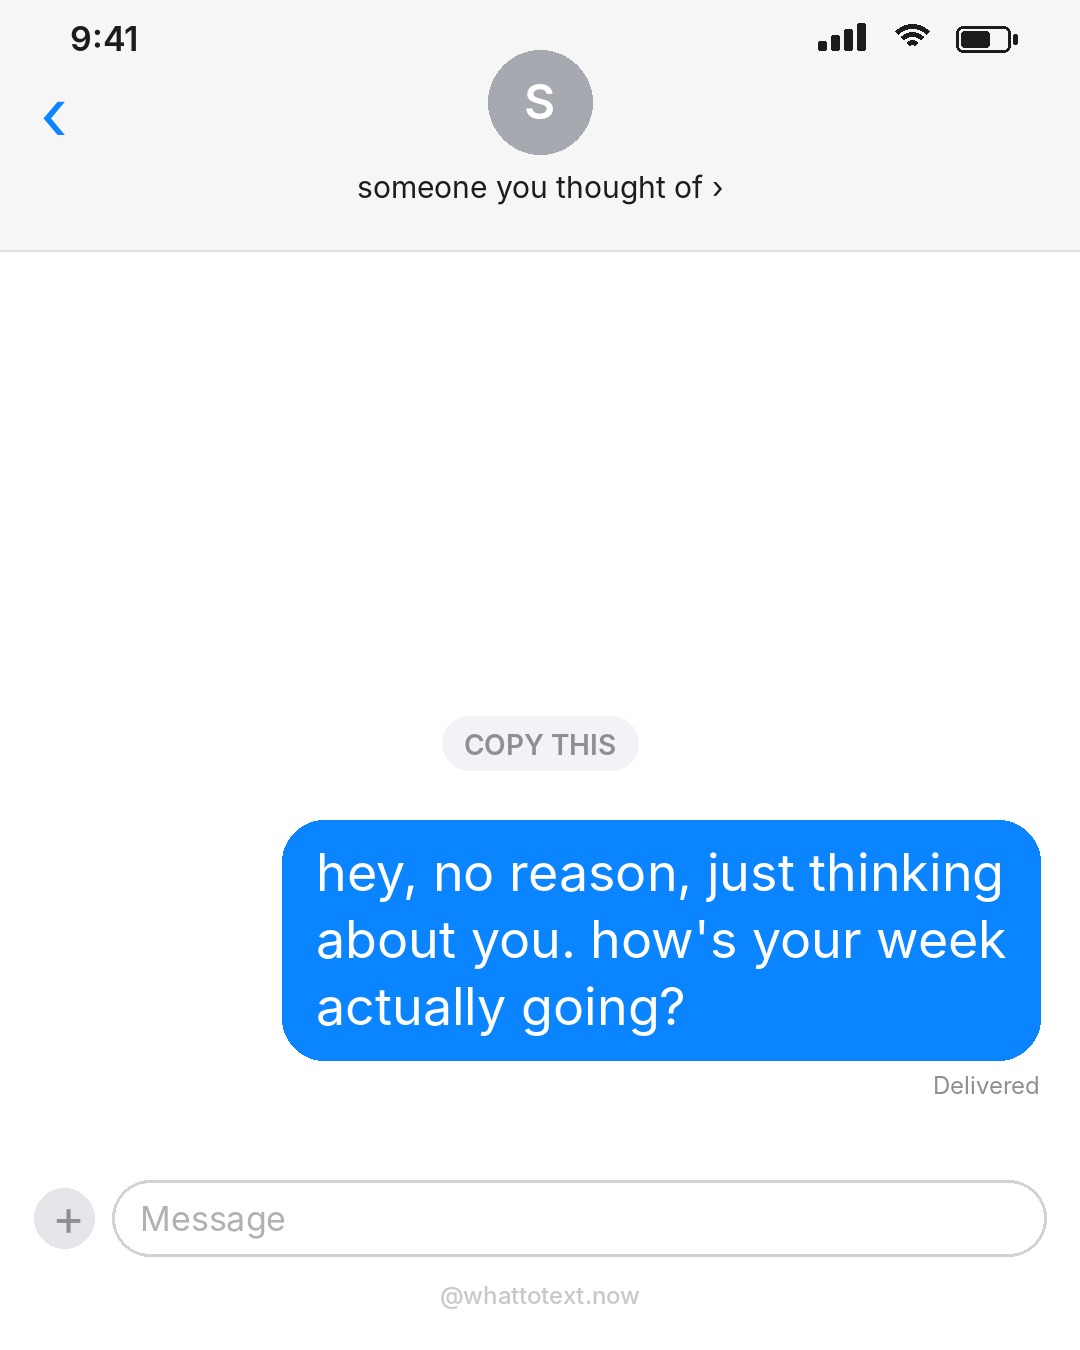 9:41
S
someone you thought of ›
COPY THIS
hey, no reason, just thinking
about you. how's your week
actually going?
Delivered
+
Message
@whattotext.now